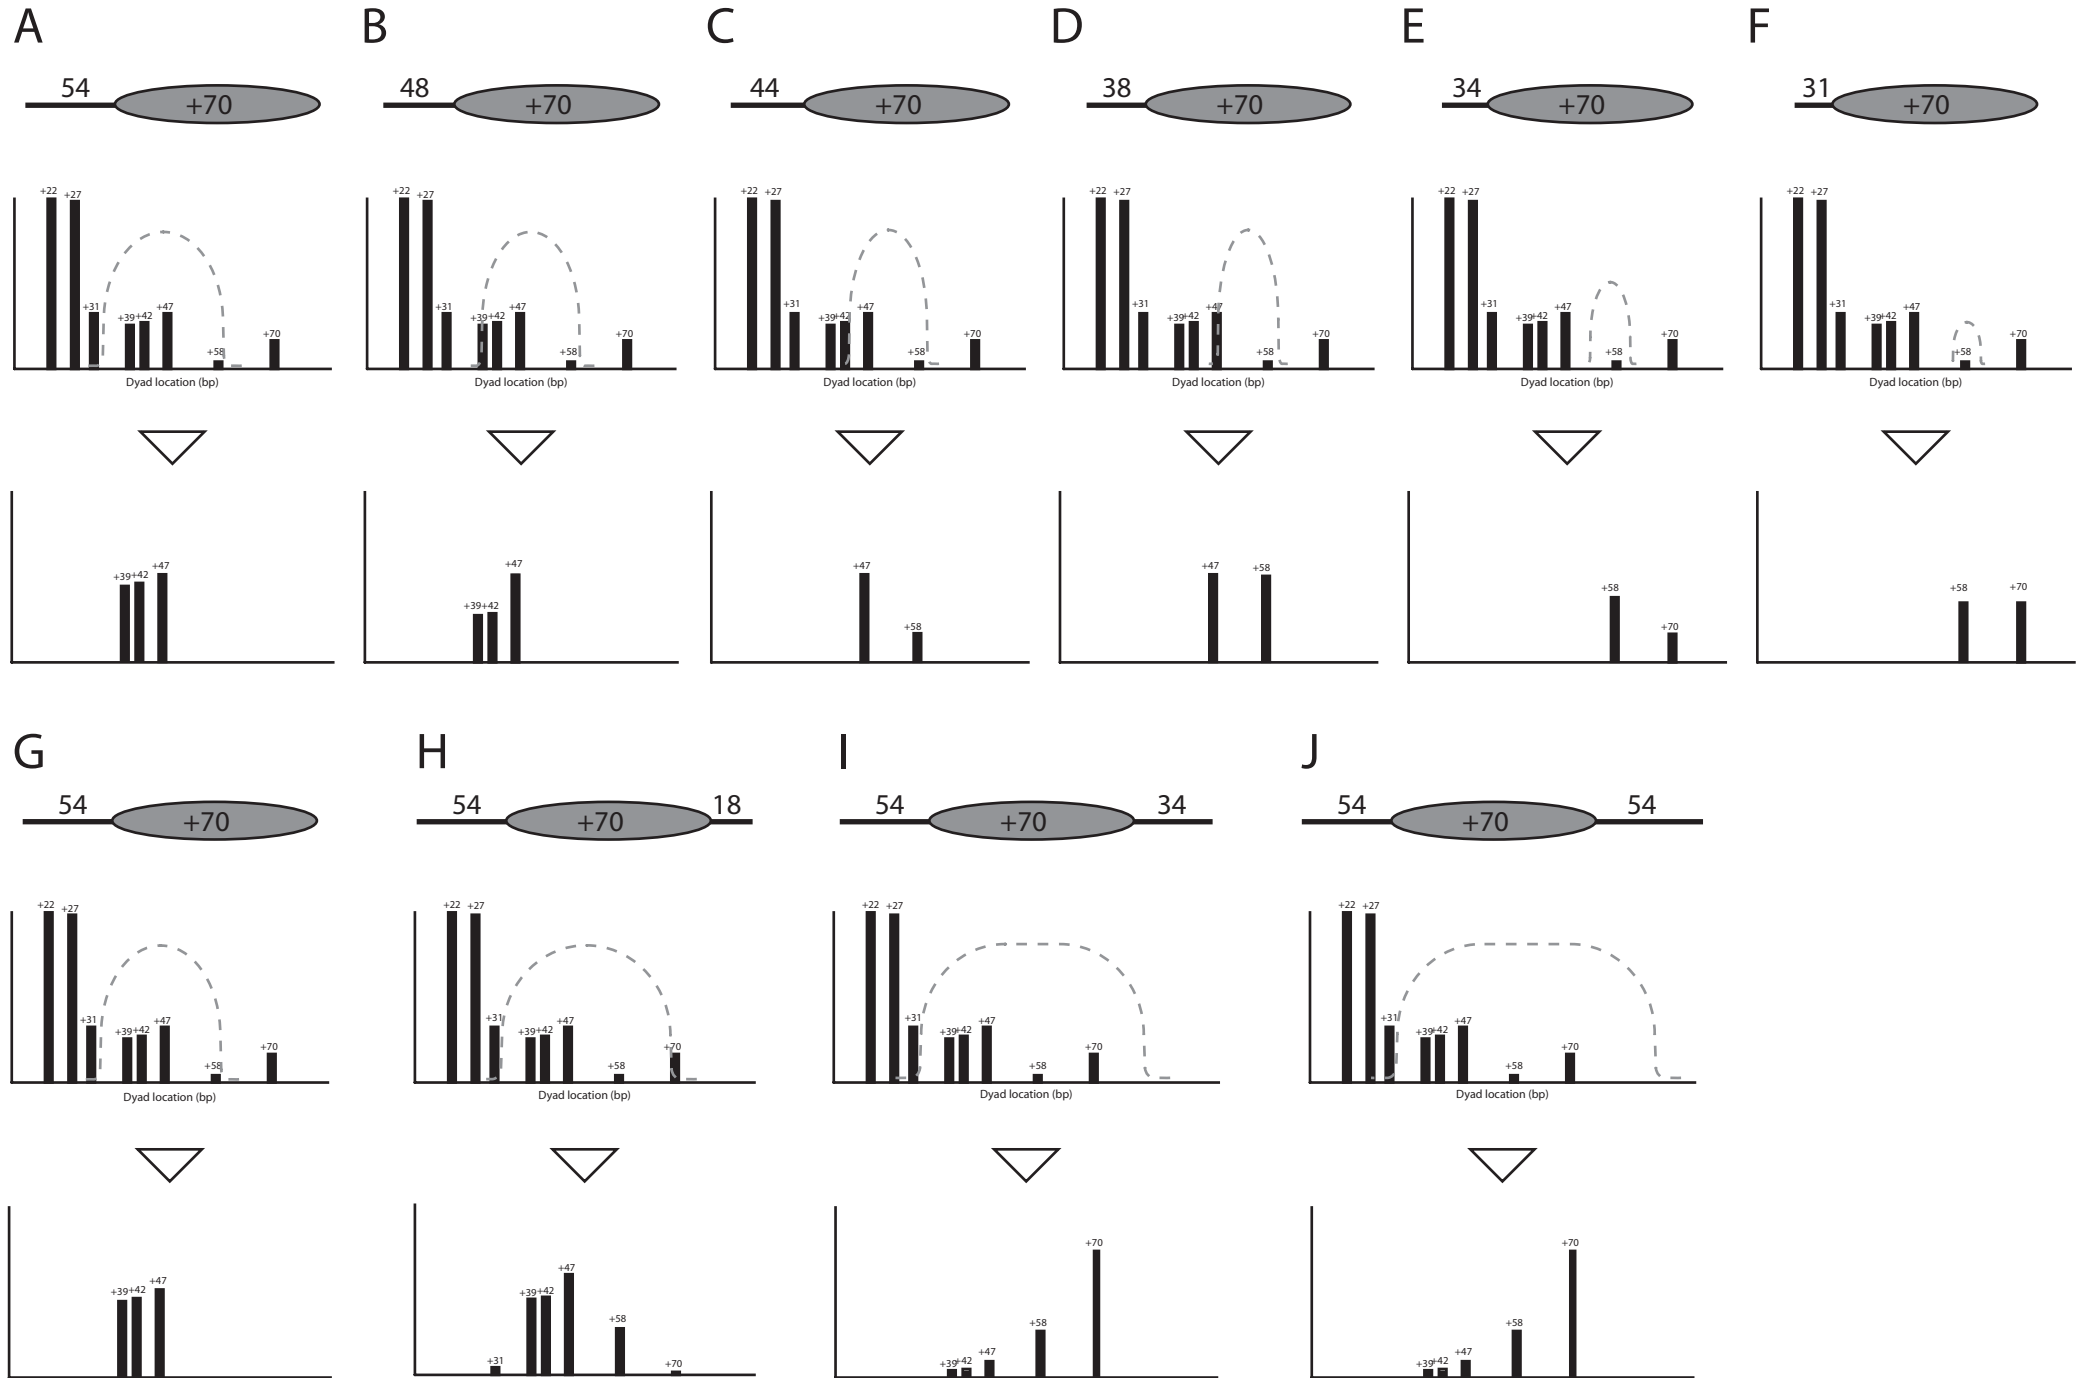 A B C D E F
54 48 44 38 34 31
+70 +70 +70 +70 +70 +70
+22 +27 +22 +27 +22 +27 +22 +27 +22 +27 +22 +27
+31 +47 +31 +47 +31 +47 +31 +47 +31 +47 +31 +47
+39 +42 +39 +42 +39 +42 +39 +42 +39 +42 +39 +42
+58 +70 +58 +70 +58 +70 +58 +70 +58 +70 +58 +70
Dyad location (bp) Dyad location (bp) Dyad location (bp) Dyad location (bp) Dyad location (bp) Dyad location (bp)
+39 +42 +47 +39 +42 +47 +47 +58 +47 +58 +58 +70 +58 +70
G H I J
54 54 18 54 34 54 54
+70 +70 +70 +70
+22 +27 +22 +27 +22 +27 +22 +27
+31 +47 +31 +47 +31 +47 +31 +47
+39 +42 +39 +42 +39 +42 +39 +42
+58 +70 +58 +70 +58 +70 +58 +70
Dyad location (bp) Dyad location (bp) Dyad location (bp) Dyad location (bp)
+39 +42 +47 +31 +39 +42 +47 +58 +70 +39 +42 +47 +58 +70 +39 +42 +47 +58 +70